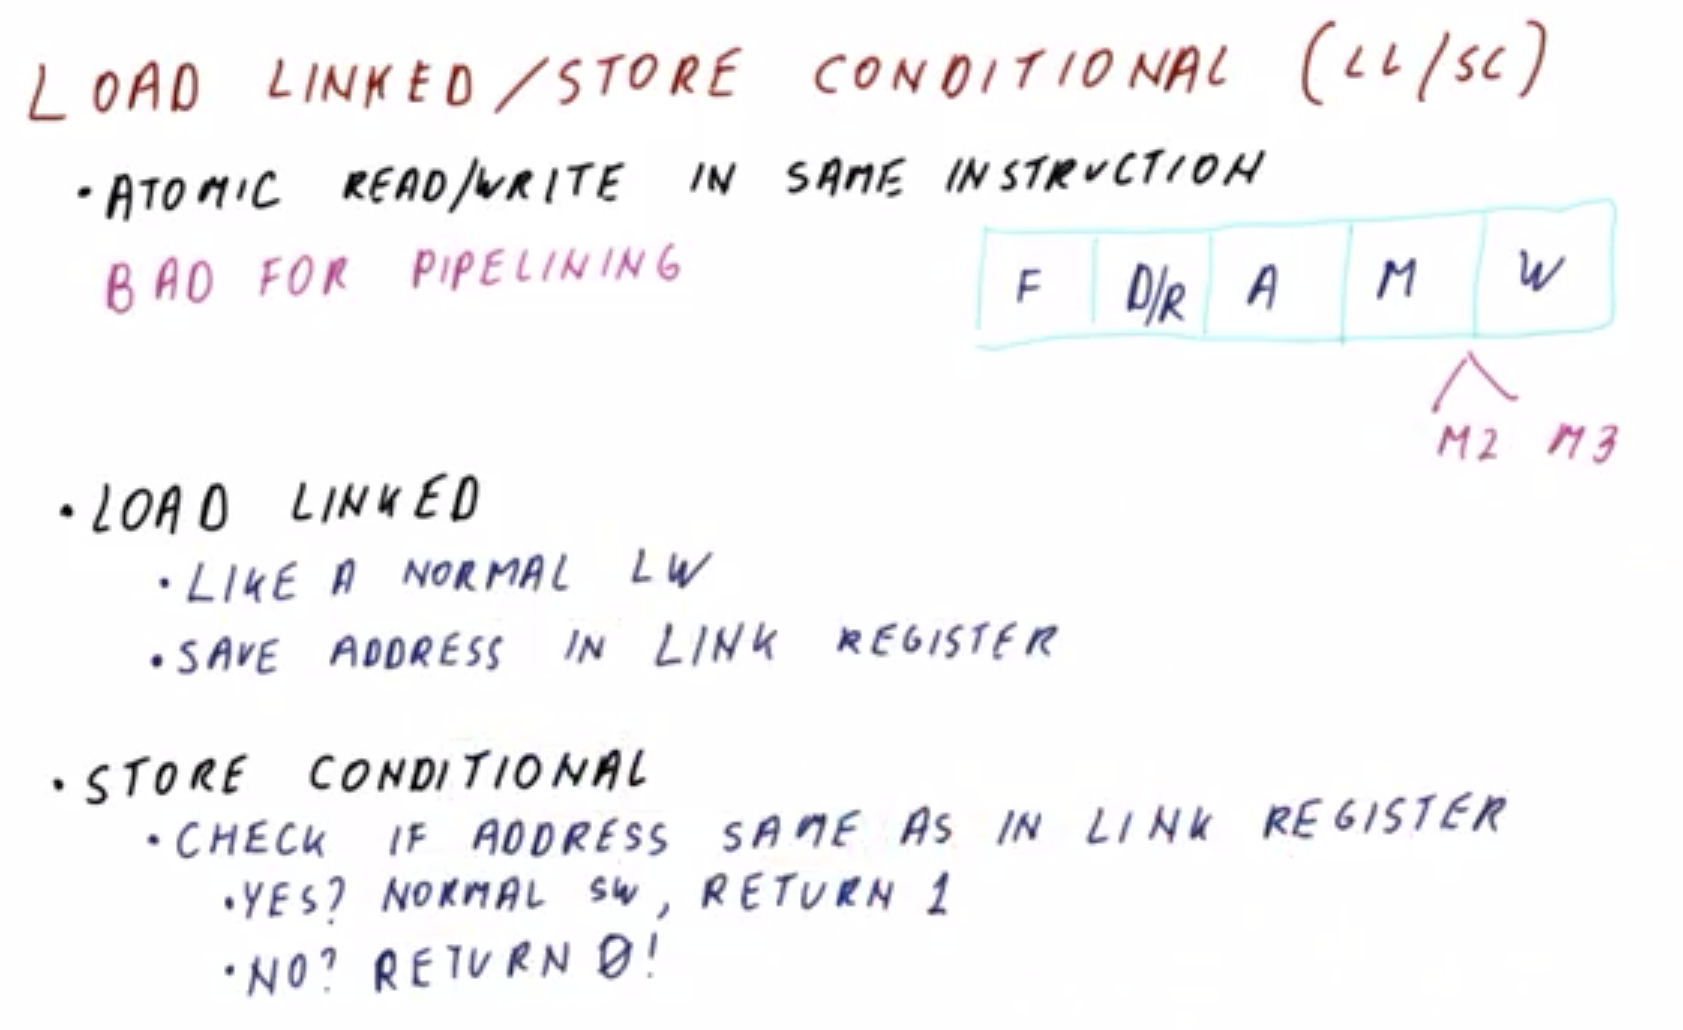 LOAD LINKED/STORE CONDITIONAL (LL/SC)
• ATOMIC READ/WRITE IN SAME INSTRUCTION
BAD FOR PIPELINING
F D/R A M W
M2 M3
• LOAD LINKED
• LIKE A NORMAL LW
• SAVE ADDRESS IN LINK REGISTER
• STORE CONDITIONAL
• CHECK IF ADDRESS SAME AS IN LINK REGISTER
• YES? NORMAL SW, RETURN 1
• NO? RETURN 0!